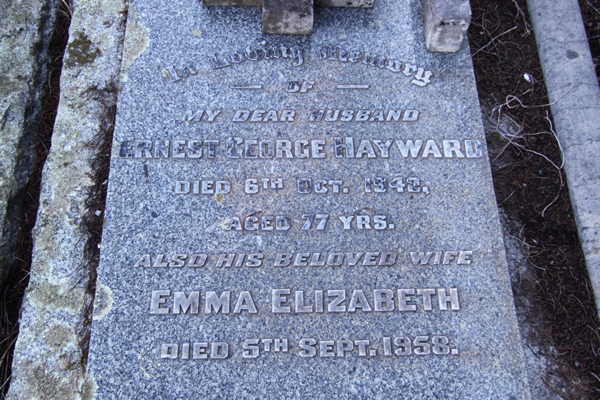 In Loving Memory
OF
MY DEAR HUSBAND
ERNEST GEORGE HAYWARD
DIED 6TH OCT. 1948,
AGED 77 YRS.
ALSO HIS BELOVED WIFE
EMMA ELIZABETH
DIED 5TH SEPT. 1958.